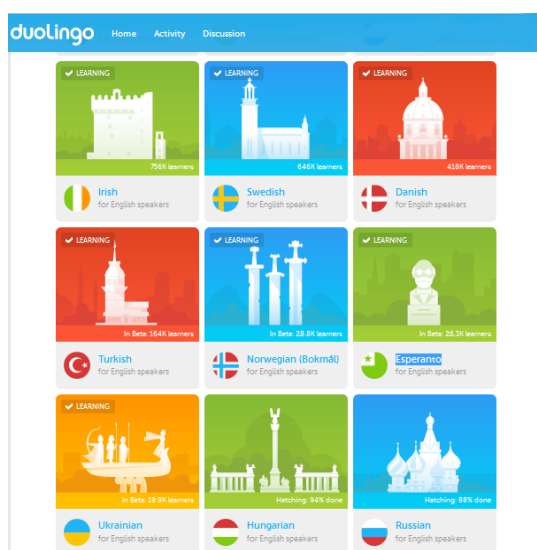 duolingo Home Activity Discussion
✔ LEARNING ✔ LEARNING ✔ LEARNING
756K learners 646K learners 418K learners
Irish Swedish Danish
for English speakers for English speakers for English speakers
✔ LEARNING ✔ LEARNING ✔ LEARNING
In Beta: 164K learners In Beta: 28.8K learners In Beta: 26.3K learners
Turkish Norwegian (Bokmål) Esperanto
for English speakers for English speakers for English speakers
✔ LEARNING
In Beta: 19.9K learners Hatching: 94% done Hatching: 98% done
Ukrainian Hungarian Russian
for English speakers for English speakers for English speakers